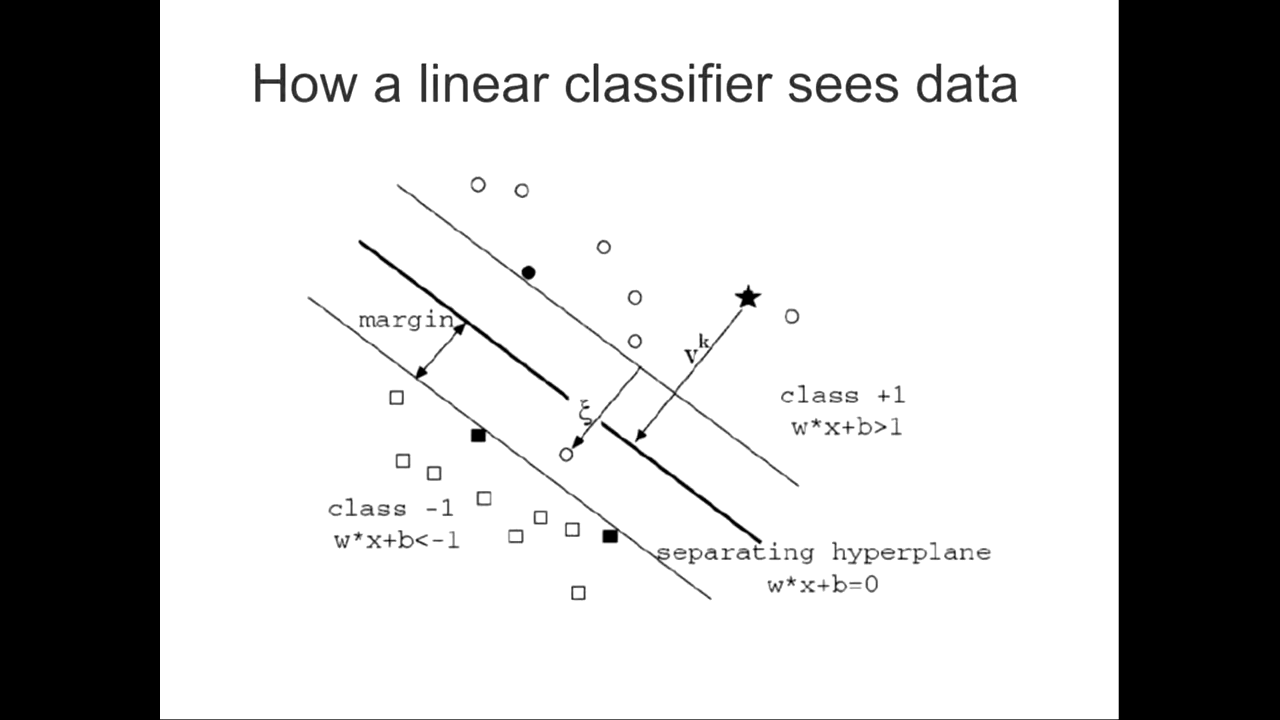 How a linear classifier sees data
margin
v^k
ξ
class +1
w*x+b>1
class -1
w*x+b<-1
separating hyperplane
w*x+b=0